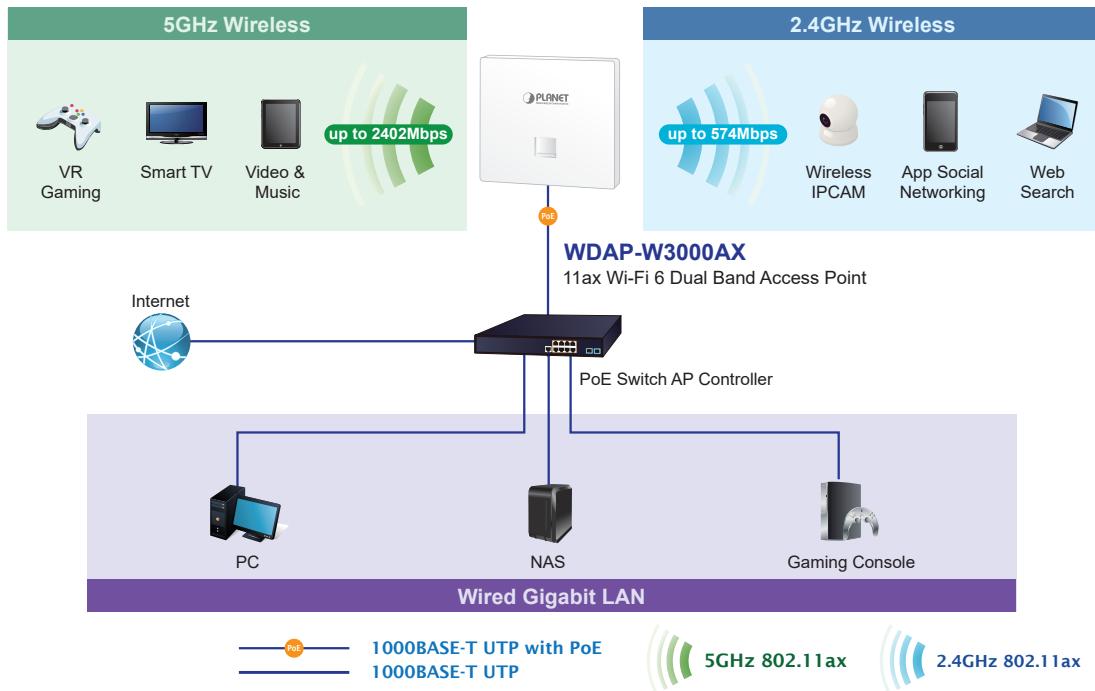 5GHz Wireless
2.4GHz Wireless
PLANET
up to 2402Mbps
up to 574Mbps
VR
Gaming
Smart TV
Video &
Music
Wireless
IPCAM
App Social
Networking
Web
Search
PoE
WDAP-W3000AX
11ax Wi-Fi 6 Dual Band Access Point
Internet
PoE Switch AP Controller
PC
NAS
Gaming Console
Wired Gigabit LAN
PoE
1000BASE-T UTP with PoE
1000BASE-T UTP
5GHz 802.11ax
2.4GHz 802.11ax